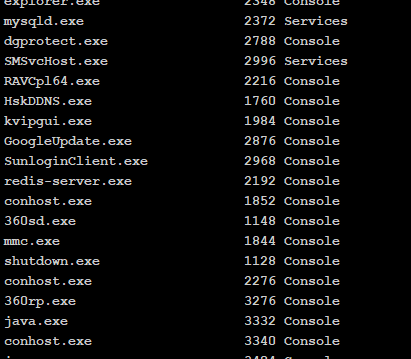 explorer.exe 2348 Console
mysqld.exe 2372 Services
dgprotect.exe 2788 Console
SMSvcHost.exe 2996 Services
RAVCpl64.exe 2216 Console
HskDDNS.exe 1760 Console
kvipgui.exe 1984 Console
GoogleUpdate.exe 2876 Console
SunloginClient.exe 2968 Console
redis-server.exe 2192 Console
conhost.exe 1852 Console
360sd.exe 1148 Console
mmc.exe 1844 Console
shutdown.exe 1128 Console
conhost.exe 2276 Console
360rp.exe 3276 Console
java.exe 3332 Console
conhost.exe 3340 Console